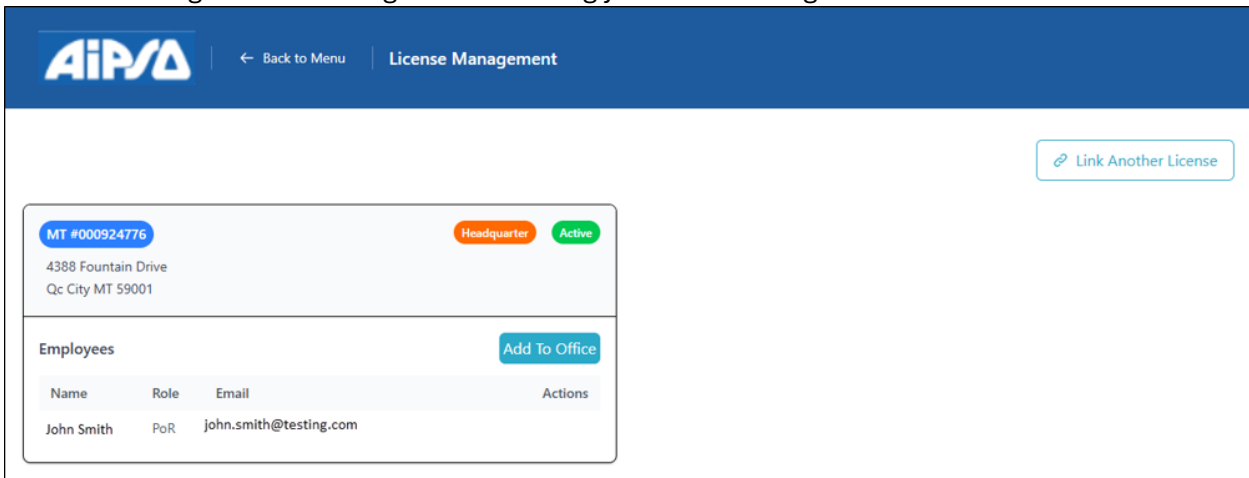 AiPSO
← Back to Menu
License Management
Link Another License
MT #000924776
Headquarter
Active
4388 Fountain Drive
Qc City MT 59001
Employees
Add To Office
Name Role Email Actions
John Smith PoR john.smith@testing.com